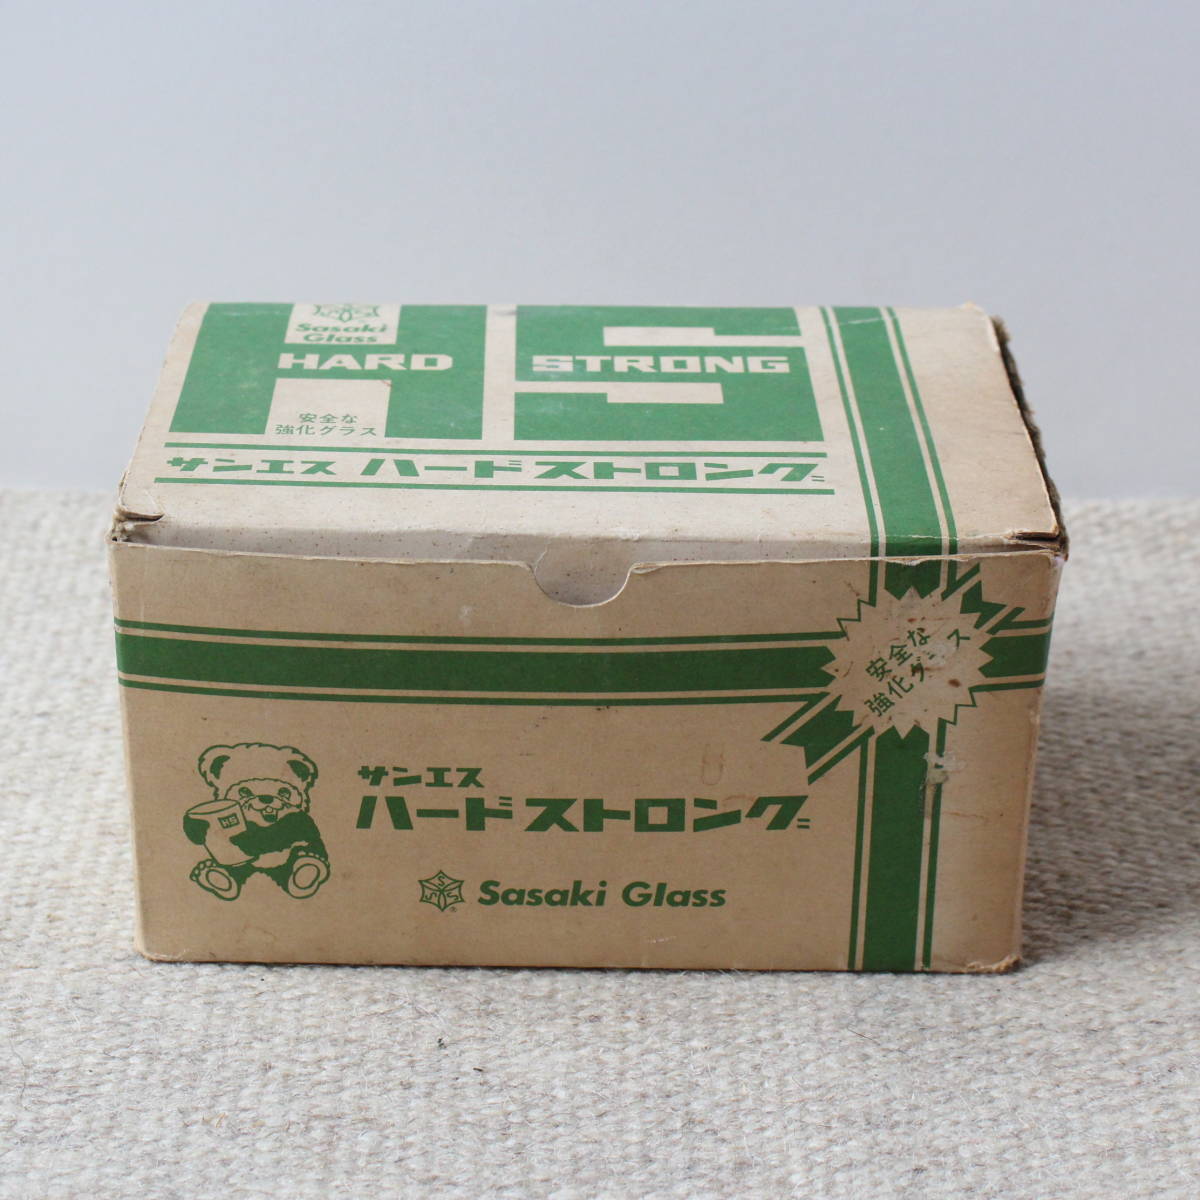 Sasaki
Glass
HARD STRONG
安全な
強化グラス
サンエス ハードストロング
安全な
強化グラス
HS
サンエス
ハードストロング
SSS
® Sasaki Glass